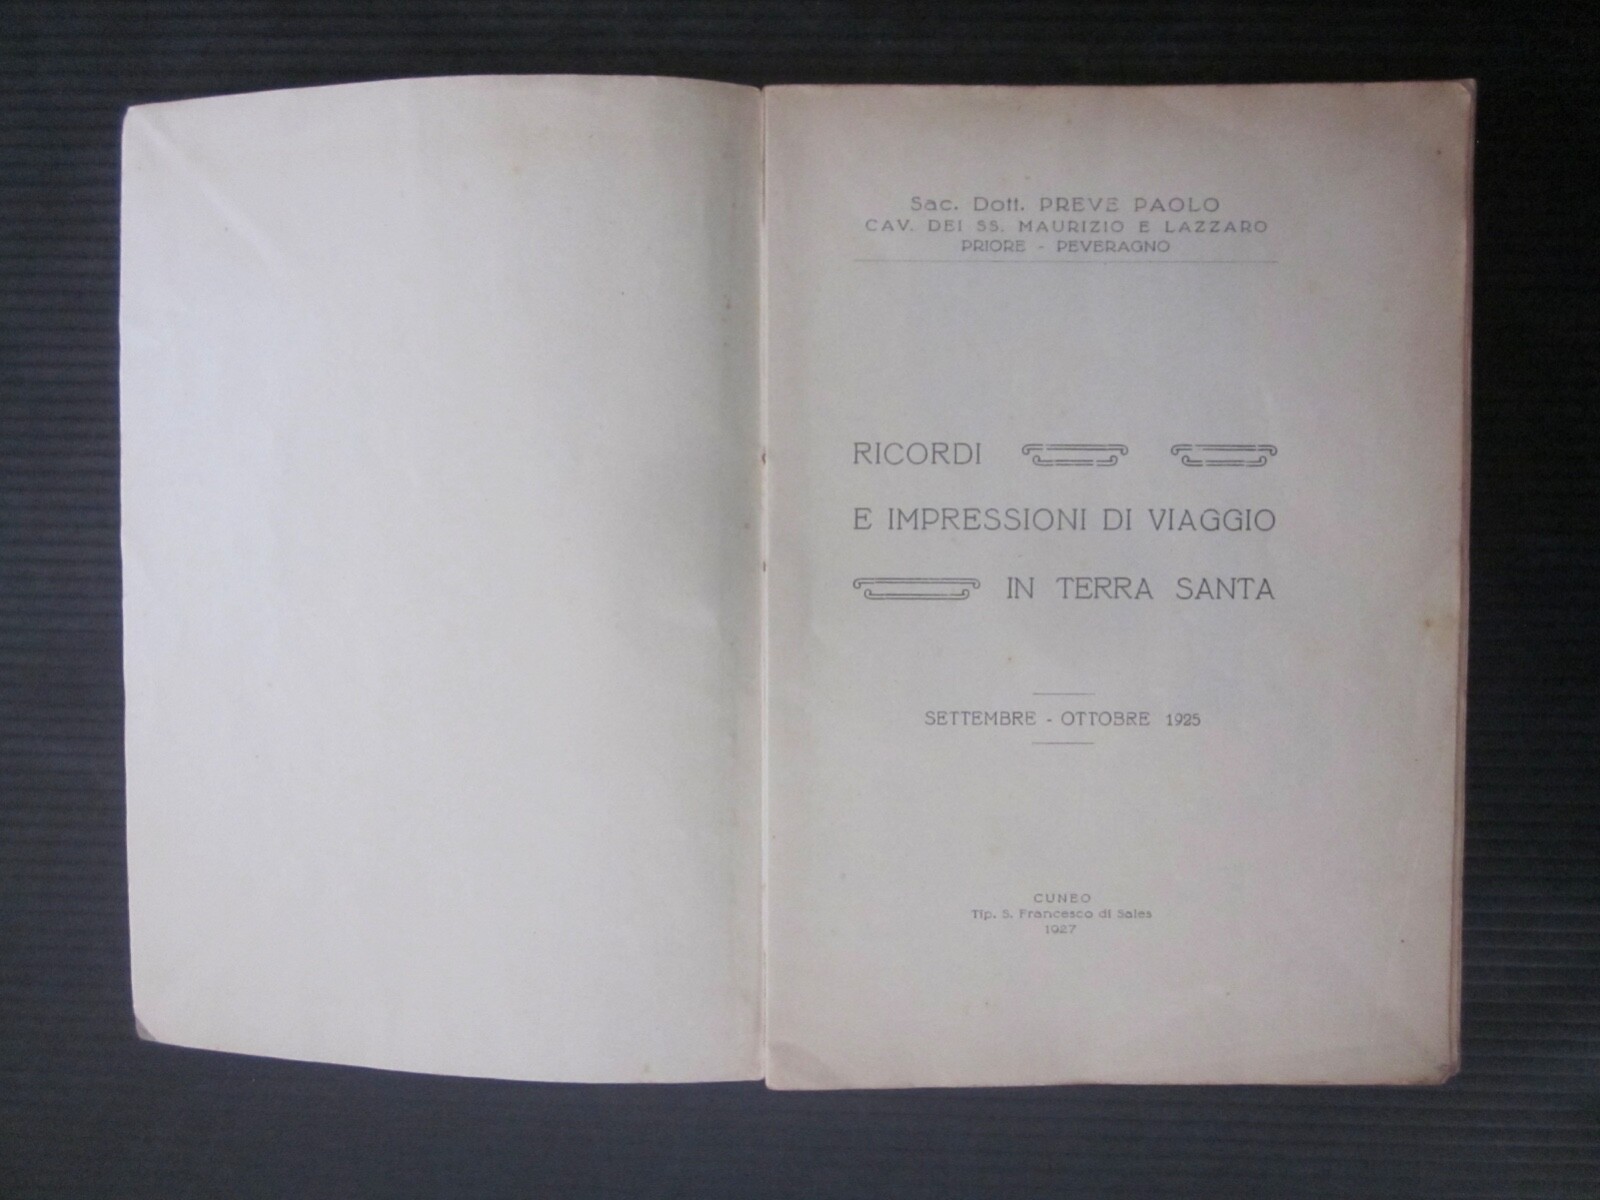 Sac. Dott. PREVE PAOLO
CAV. DEI SS. MAURIZIO E LAZZARO
PRIORE - PEVERAGNO
RICORDI
E IMPRESSIONI DI VIAGGIO
IN TERRA SANTA
SETTEMBRE - OTTOBRE 1925
CUNEO
Tip. S. Francesco di Sales
1927